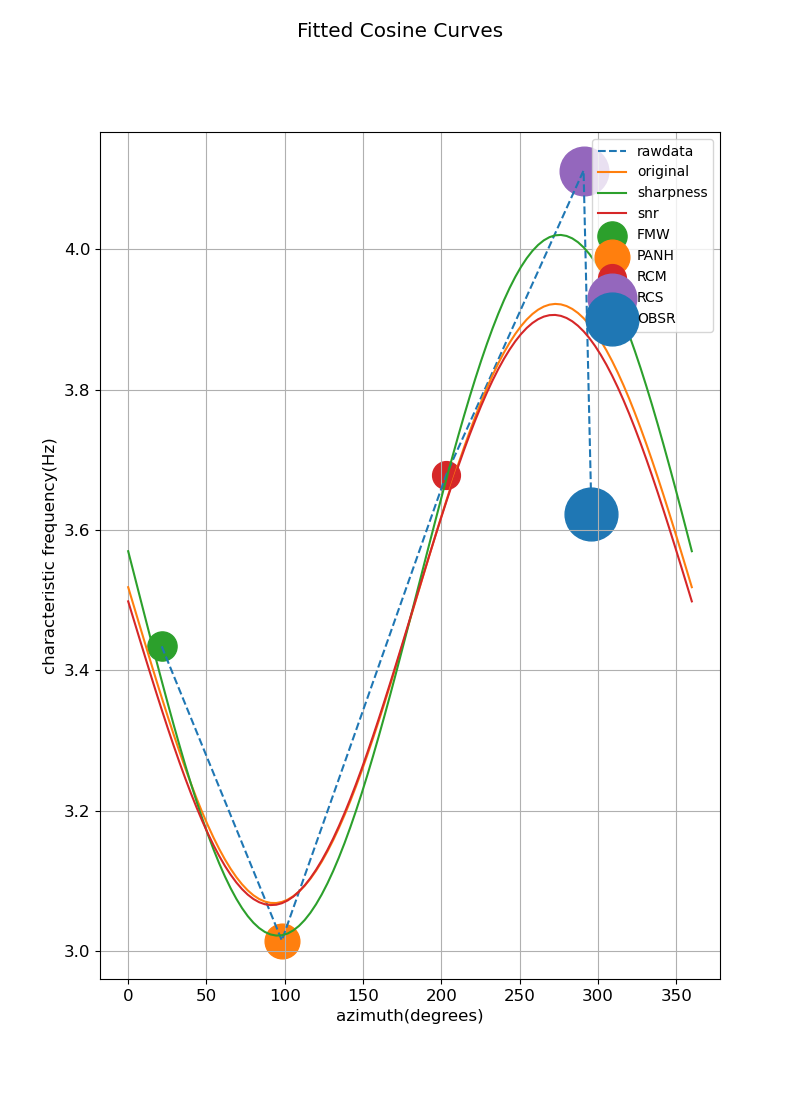 Fitted Cosine Curves
rawdata
original
sharpness
snr
FMW
PANH
RCM
RCS
OBSR
characteristic frequency(Hz)
4.0
3.8
3.6
3.4
3.2
3.0
0 50 100 150 200 250 300 350
azimuth(degrees)